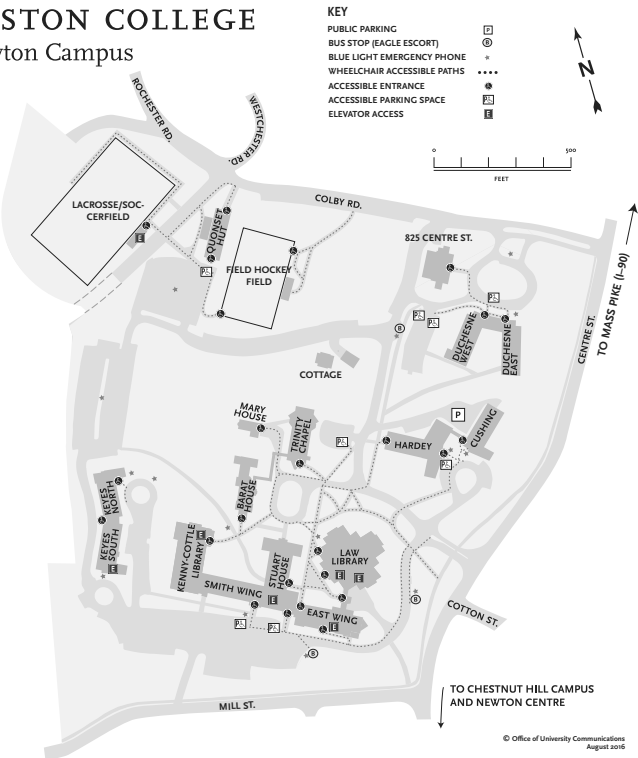 STON COLLEGE
ton Campus
KEY
PUBLIC PARKING
P
BUS STOP (EAGLE ESCORT)
B
BLUE LIGHT EMERGENCY PHONE
WHEELCHAIR ACCESSIBLE PATHS
ACCESSIBLE ENTRANCE
ACCESSIBLE PARKING SPACE
P
ELEVATOR ACCESS
E
N
0 500
FEET
ROCHESTER RD.
WESTCHESTER RD.
COLBY RD.
LACROSSE/SOC-
CERFIELD
E
QUONSET
HUT
P
FIELD HOCKEY
FIELD
825 CENTRE ST.
P
P
P
B
DUCHESNE
WEST
DUCHESNE
EAST
CENTRE ST.
TO MASS PIKE (I–90)
COTTAGE
MARY
HOUSE
TRINITY
CHAPEL
P
HARDEY
P
CUSHING
P
BARAT
HOUSE
KEYES
NORTH
KEYES
SOUTH
E
KENNY-COTTLE
LIBRARY
E
STUART
HOUSE
LAW
LIBRARY
E
E
SMITH WING
E
EAST WING
E
P
P
B
B
COTTON ST.
MILL ST.
TO CHESTNUT HILL CAMPUS
AND NEWTON CENTRE
© Office of University Communications
August 2016